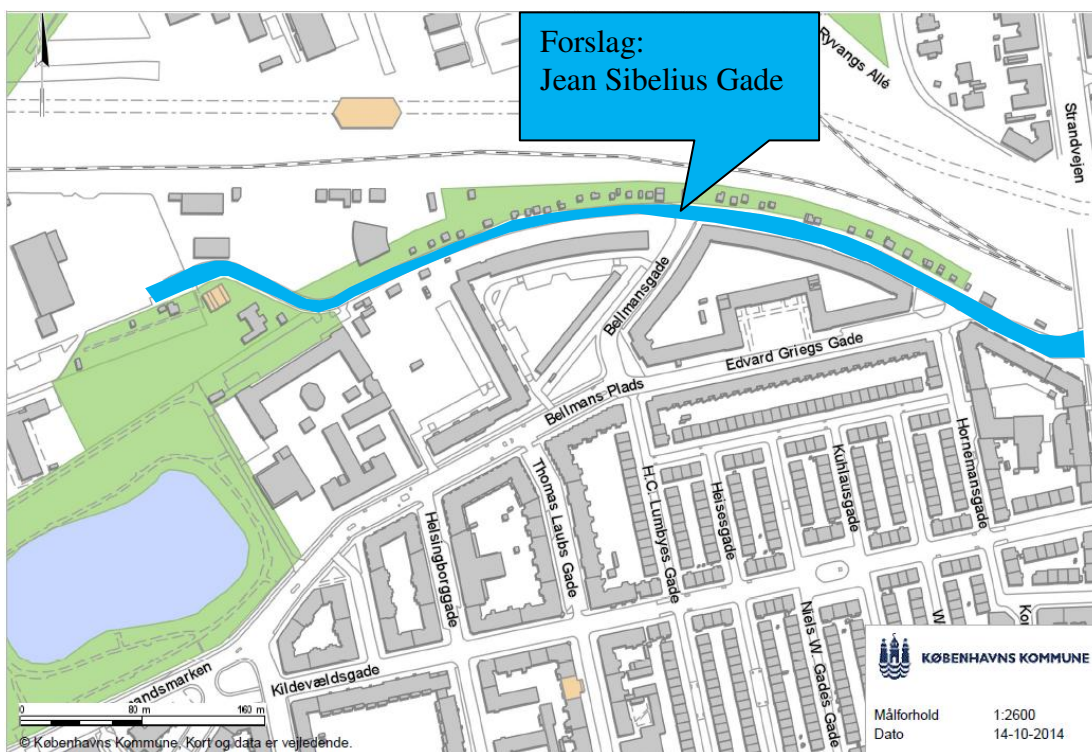 Forslag:
Jean Sibelius Gade
Ryvangs Allé
Strandvejen
Bellmansgade
Edvard Griegs Gade
Bellmans Plads
Hornemansgade
Kuhlausgade
Heisesgade
H.C. Lumbyes Gade
Thomas Laubs Gade
Helsingborggade
Niels W. Gades Gade
W
Kildevældsgade
andsmarken
0 80 m 160 m
© Københavns Kommune, Kort og data er vejledende.
KØBENHAVNS KOMMUNE
Målforhold 1:2600
Dato 14-10-2014